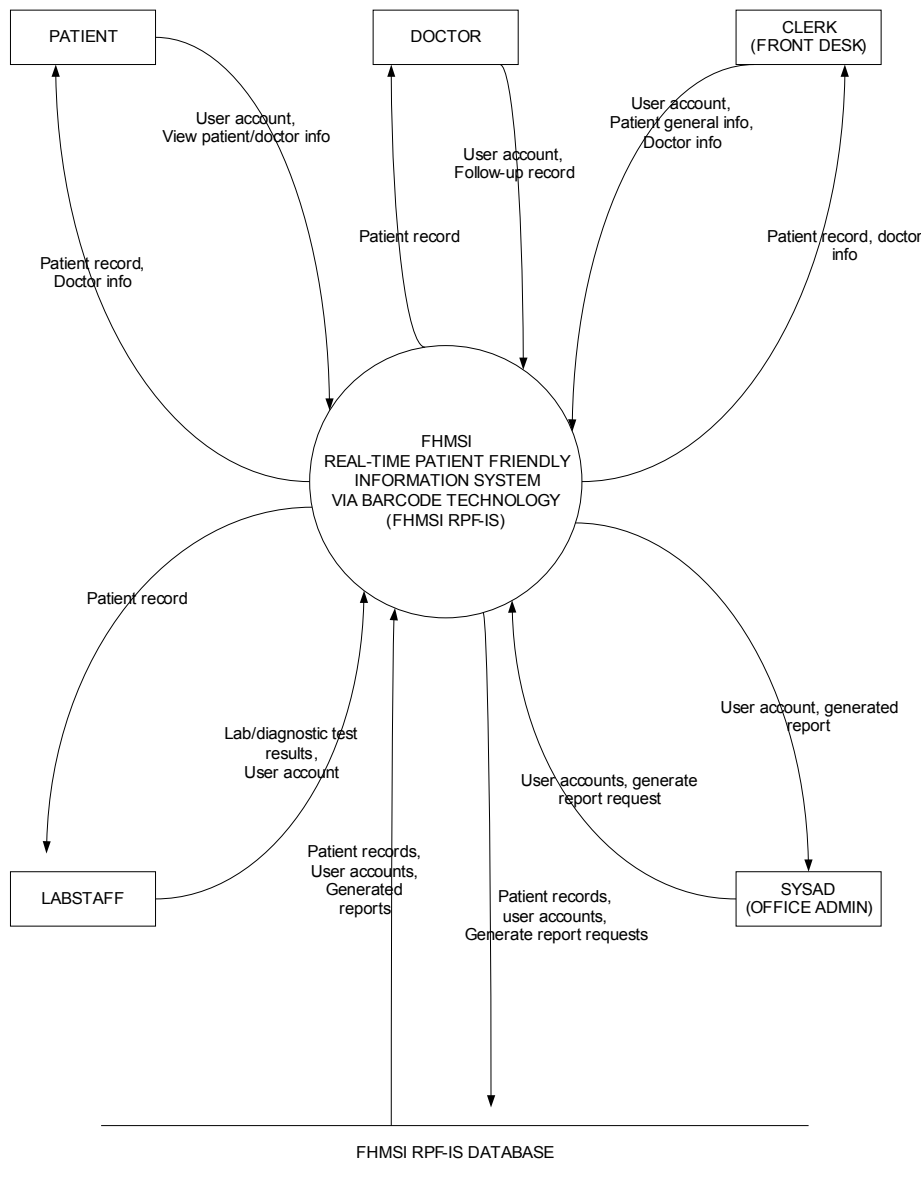 PATIENT
DOCTOR
CLERK
(FRONT DESK)
User account,
View patient/doctor info
User account,
Follow-up record
User account,
Patient general info,
Doctor info
Patient record
Patient record, doctor
info
Patient record,
Doctor info
FHMSI
REAL-TIME PATIENT FRIENDLY
INFORMATION SYSTEM
VIA BARCODE TECHNOLOGY
(FHMSI RPF-IS)
Patient record
Lab/diagnostic test
results,
User account
User account, generated
report
User accounts, generate
report request
Patient records,
User accounts,
Generated
reports
Patient records,
user accounts,
Generate report requests
LABSTAFF
SYSAD
(OFFICE ADMIN)
FHMSI RPF-IS DATABASE